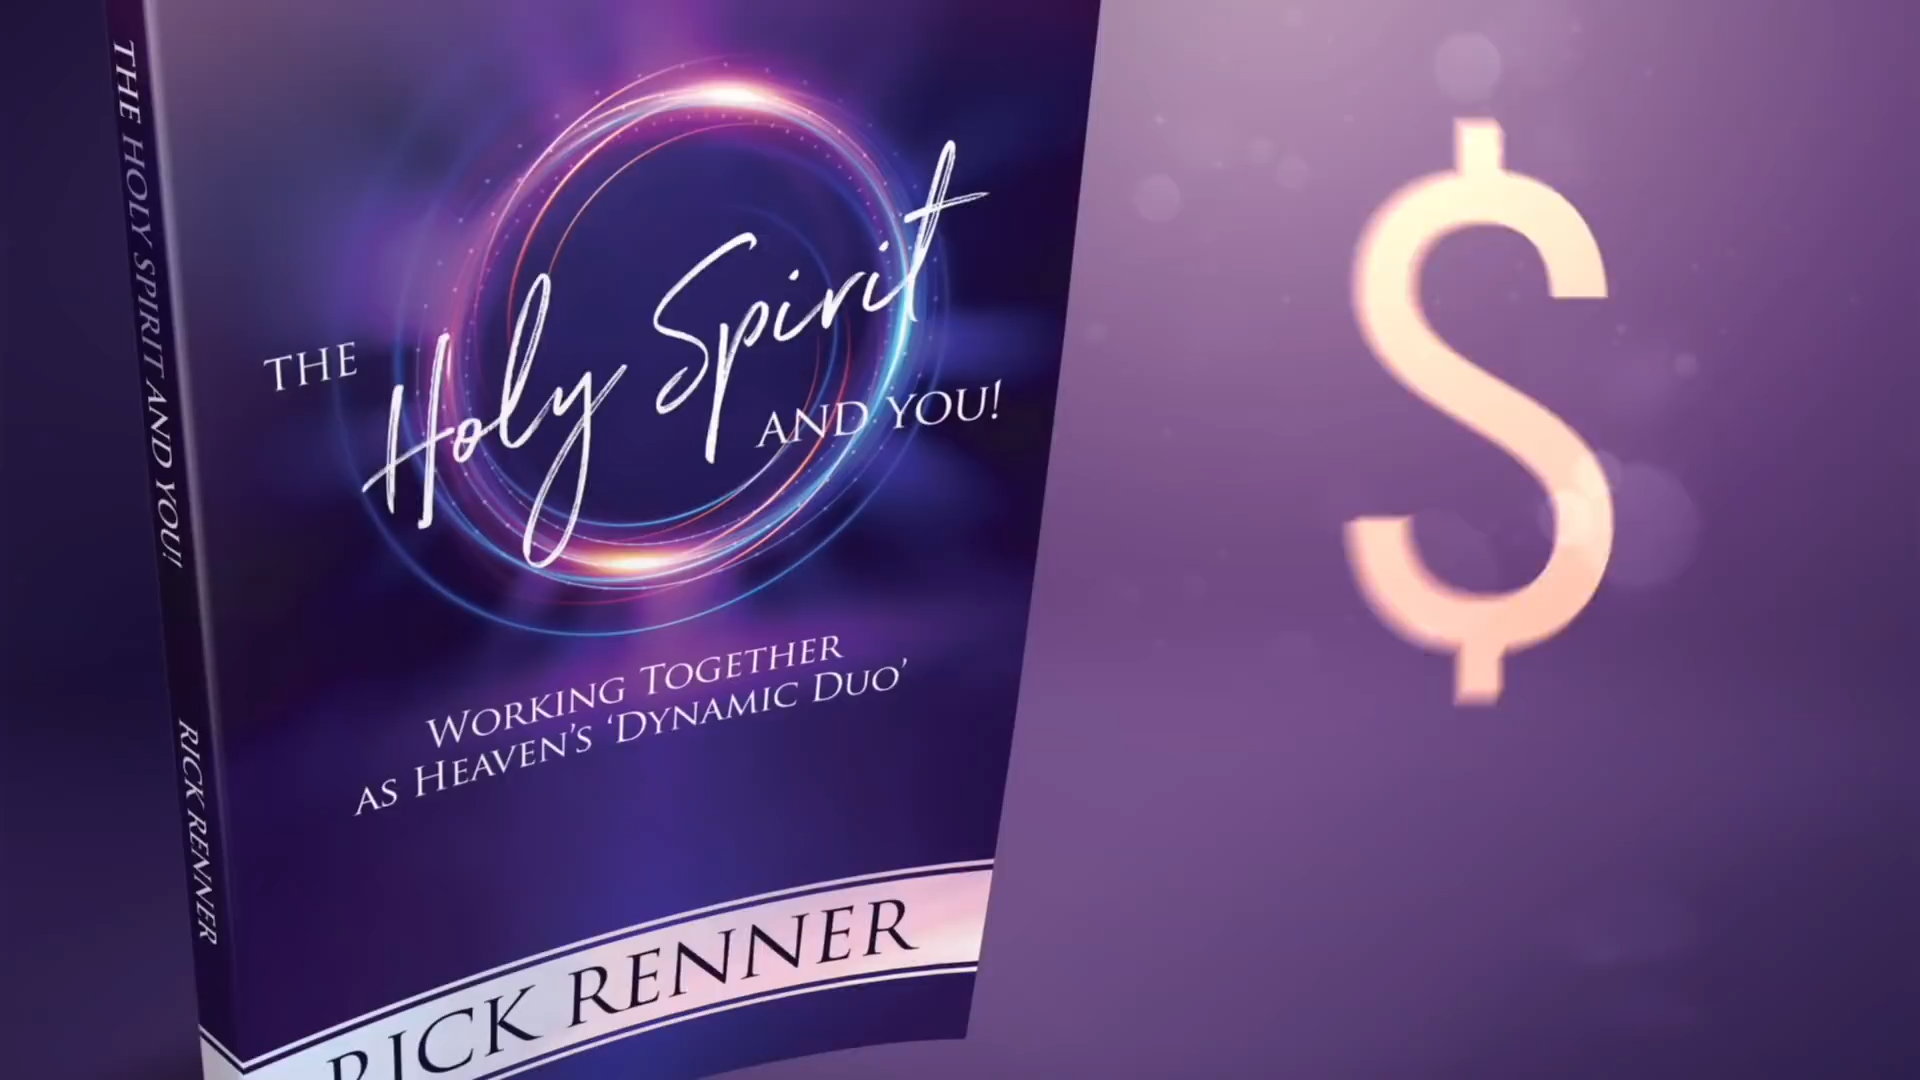 THE HOLY SPIRIT AND YOU!
RICK RENNER
THE
Holy Spirit
AND YOU!
WORKING TOGETHER
AS HEAVEN'S 'DYNAMIC DUO'
RICK RENNER
$